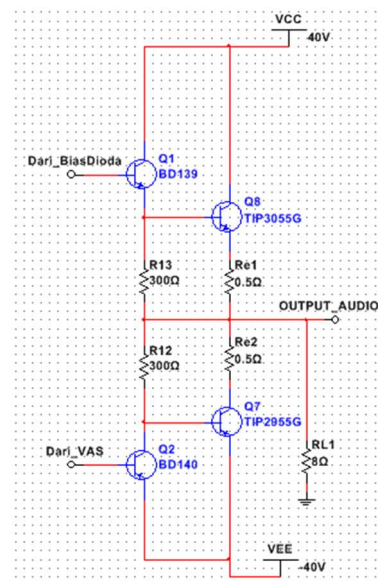 VCC
40V
Q1
Dari_BiasDioda
BD139
Q8
TIP3055G
R13
300Ω
Re1
0.5Ω
OUTPUT_AUDIO
R12
300Ω
Re2
0.5Ω
Q7
TIP2955G
Q2
Dari_VAS
BD140
RL1
8Ω
VEE
-40V